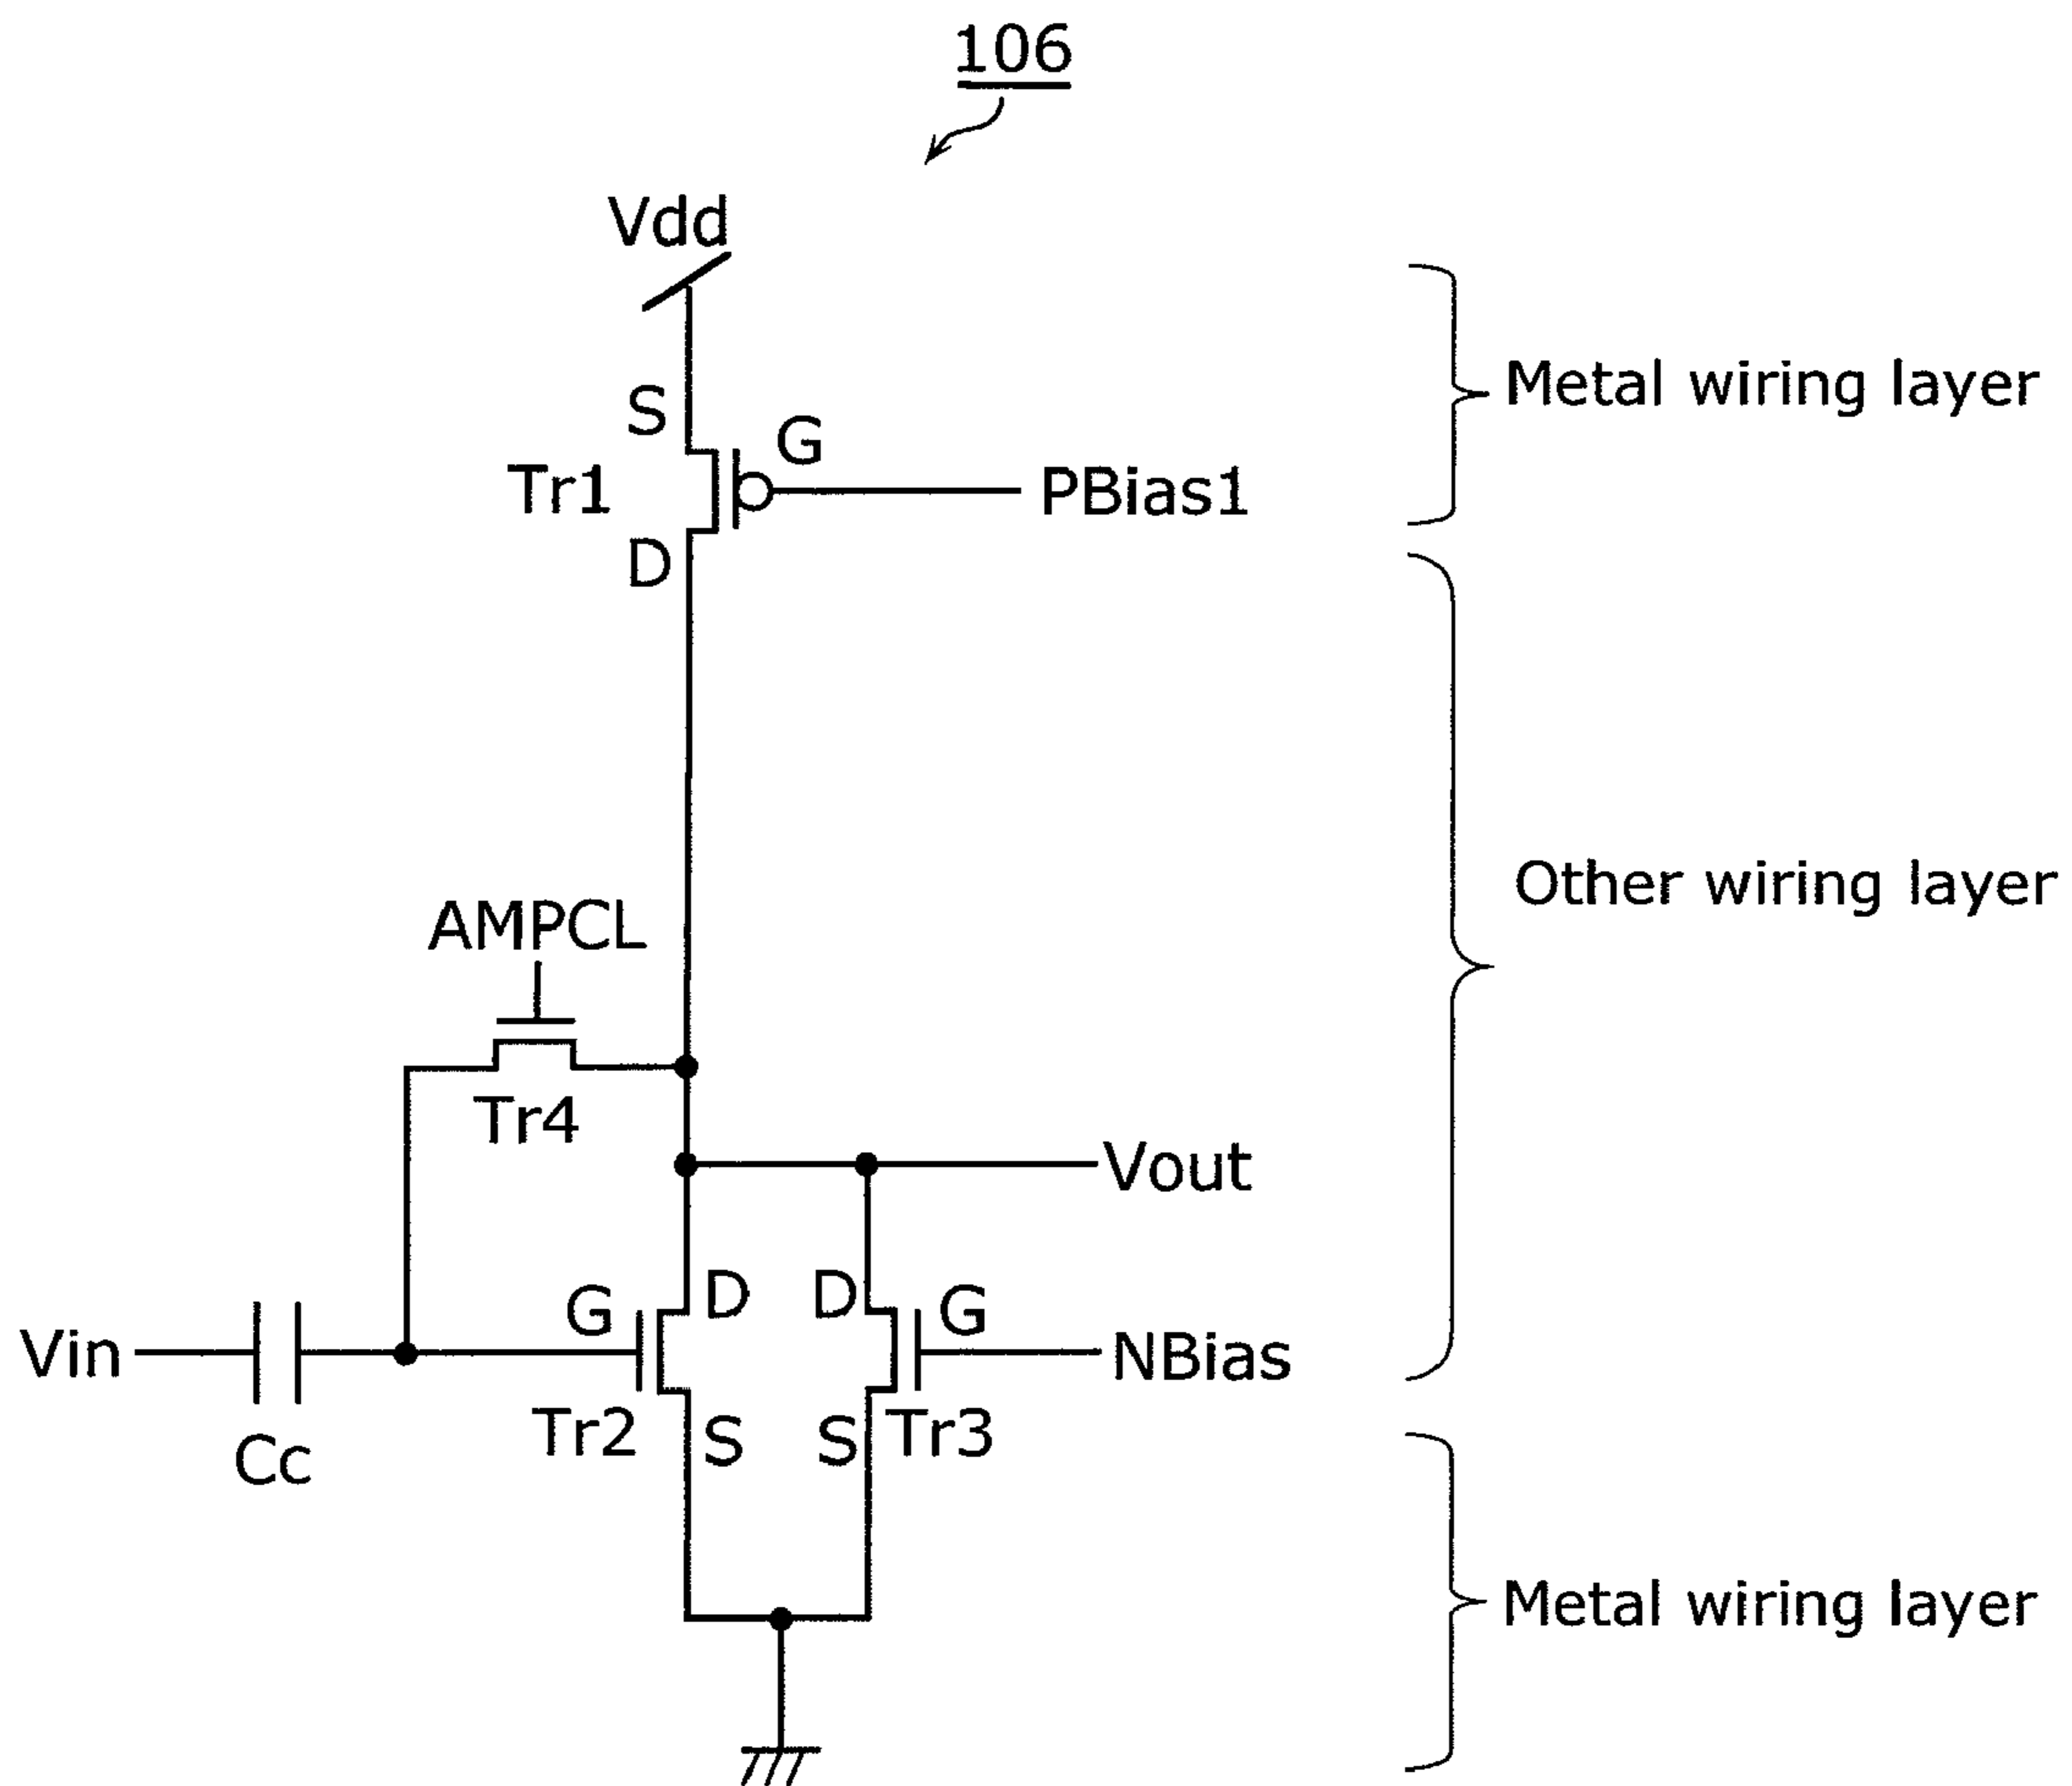 106
Vdd
Metal wiring layer
S
G
Tr1
PBias1
D
Other wiring layer
AMPCL
Tr4
Vout
G
D
D
G
Vin
NBias
Tr2
S
S
Tr3
Cc
Metal wiring layer